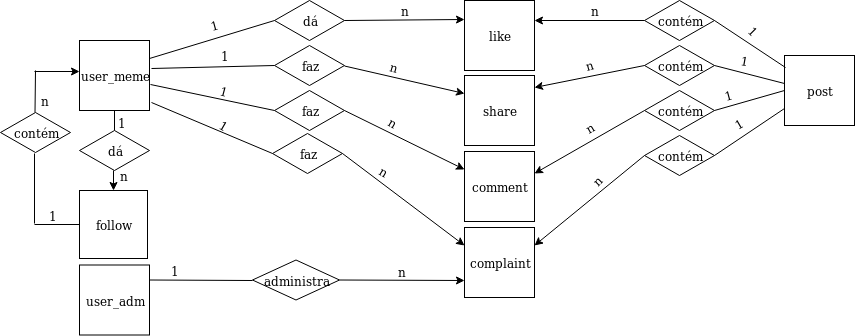 1
dá
n
like
n
contém
1
user_meme
1
faz
n
share
n
contém
1
post
1
faz
n
comment
n
contém
1
1
faz
n
complaint
n
contém
1
n
contém
1
1
dá
n
follow
user_adm
1
administra
n